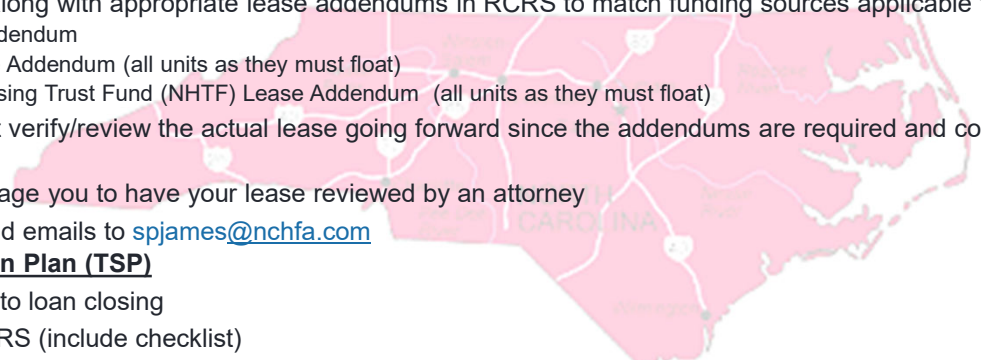 long with appropriate lease addendums in RCRS to match funding sources applicable
dendum
Addendum (all units as they must float)
sing Trust Fund (NHTF) Lease Addendum (all units as they must float)
verify/review the actual lease going forward since the addendums are required and co
age you to have your lease reviewed by an attorney
d emails to spjames@nchfa.com
n Plan (TSP)
to loan closing
RS (include checklist)
NORTH
CAROLINA